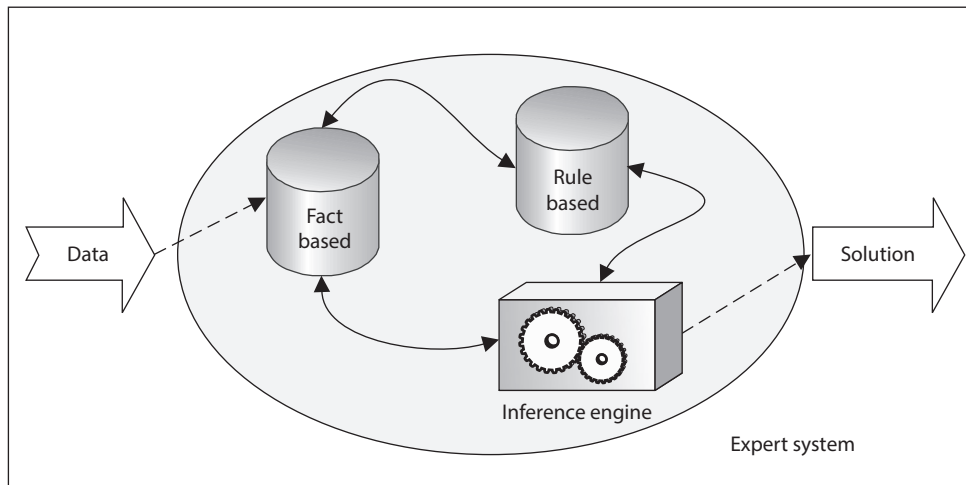 Data
Fact
based
Rule
based
Solution
Inference engine
Expert system